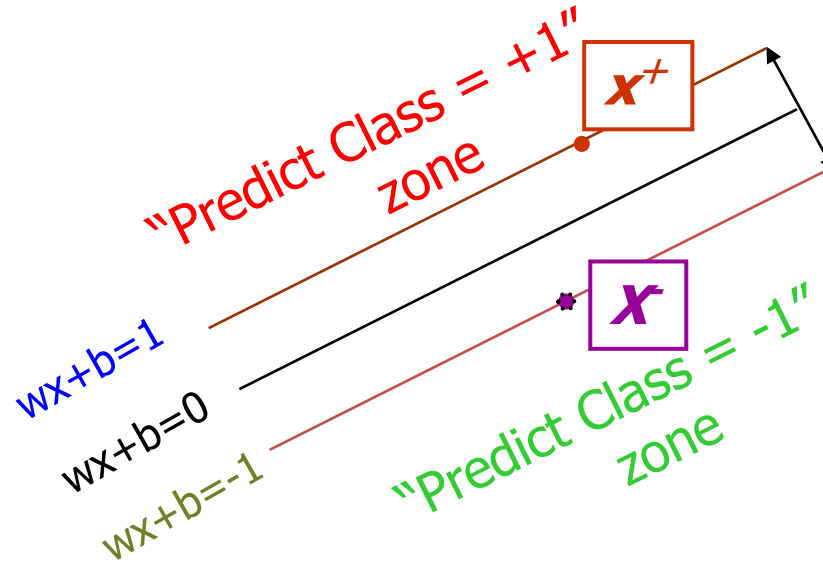 “Predict Class = +1”
zone
x+
wx+b=1
X-
wx+b=0
wx+b=-1
“Predict Class = -1”
zone